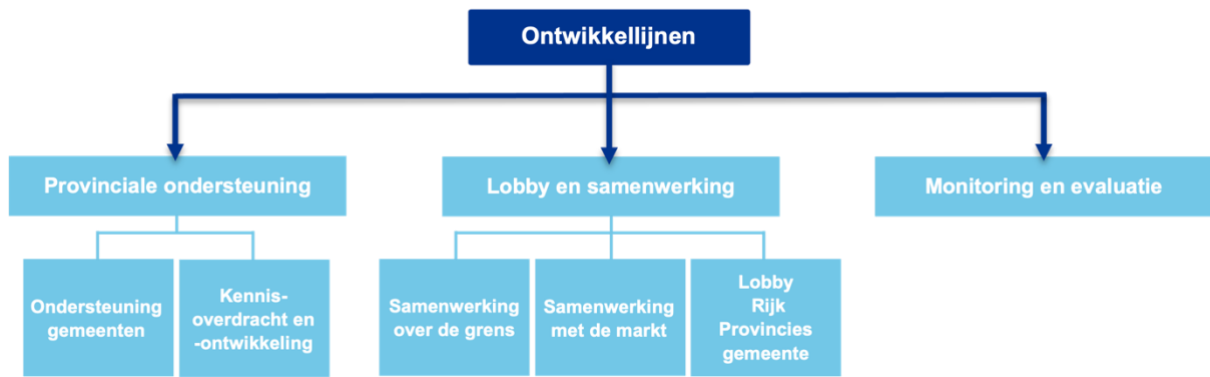 Ontwikkellijnen
Provinciale ondersteuning
Lobby en samenwerking
Monitoring en evaluatie
Ondersteuning
gemeenten
Kennis-
overdracht en
-ontwikkeling
Samenwerking
over de grens
Samenwerking
met de markt
Lobby
Rijk
Provincies
gemeente